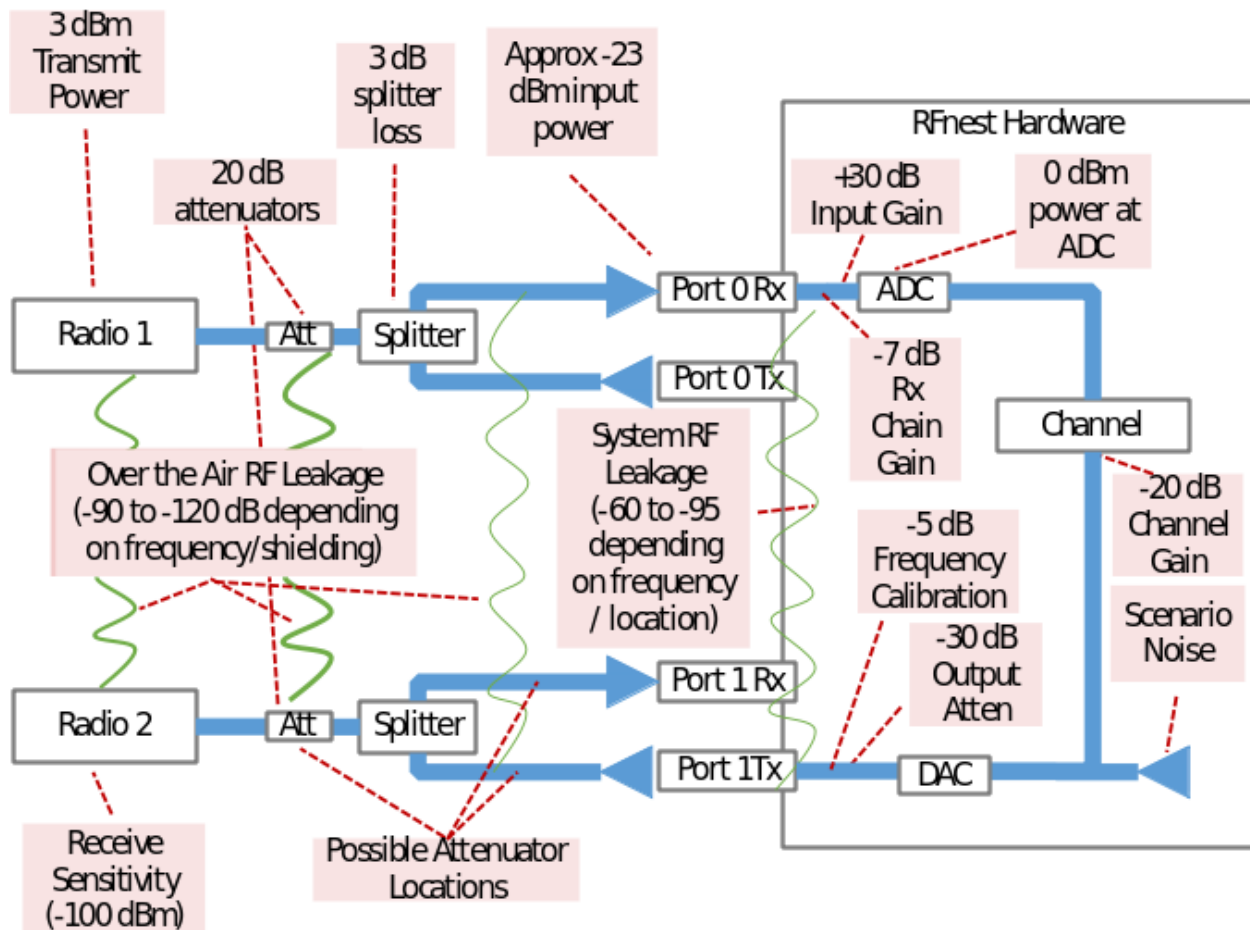 3 dBm
Transmit
Power
3 dB
splitter
loss
Approx -23
dBm input
power
RFnest Hardware
20 dB
attenuators
+30 dB
Input Gain
0 dBm
power at
ADC
Radio 1
Att
Splitter
Port 0 Rx
ADC
Port 0 Tx
-7 dB
Rx
Chain
Gain
Channel
System RF
Leakage
(-60 to -95
depending
on frequency
/ location)
Over the Air RF Leakage
(-90 to -120 dB depending
on frequency/shielding)
-20 dB
Channel
Gain
-5 dB
Frequency
Calibration
-30 dB
Output
Atten
Scenario
Noise
Port 1 Rx
Radio 2
Att
Splitter
Port 1Tx
DAC
Receive
Sensitivity
(-100 dBm)
Possible Attenuator
Locations